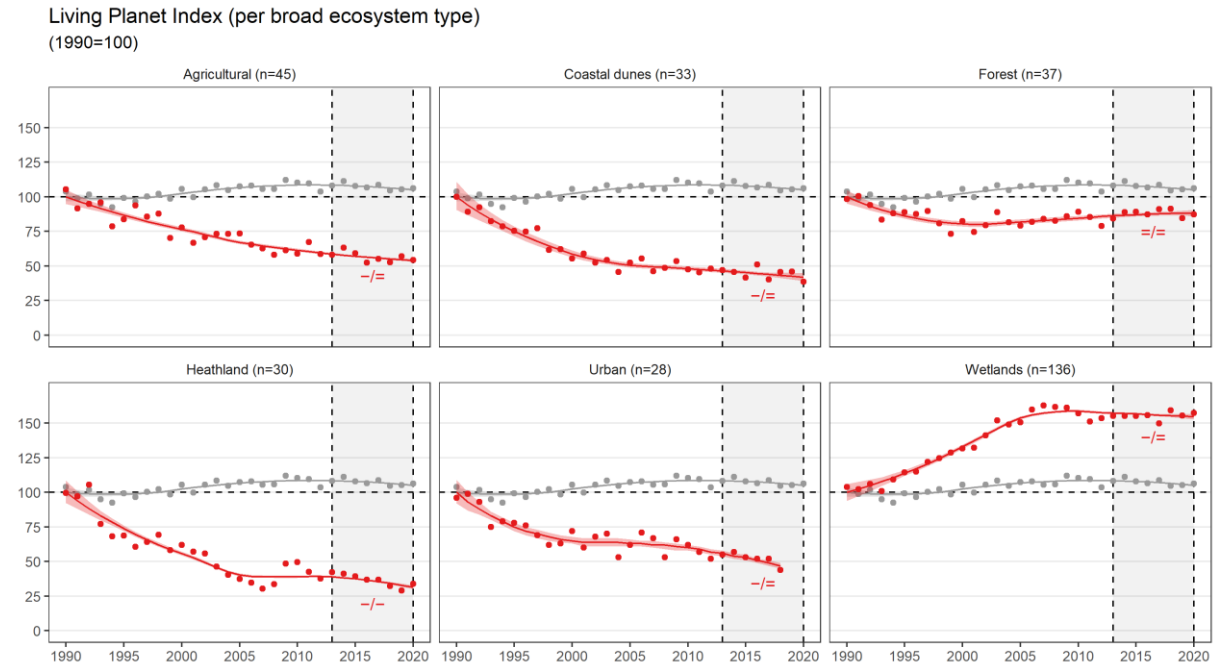 Living Planet Index (per broad ecosystem type)
(1990=100)
Agricultural (n=45) Coastal dunes (n=33) Forest (n=37)
150
125
100
75
50
25
0
−/= −/= =/=
Heathland (n=30) Urban (n=28) Wetlands (n=136)
150
125
100
75
50
25
0
−/− −/= −/=
1990 1995 2000 2005 2010 2015 2020 1990 1995 2000 2005 2010 2015 2020 1990 1995 2000 2005 2010 2015 2020